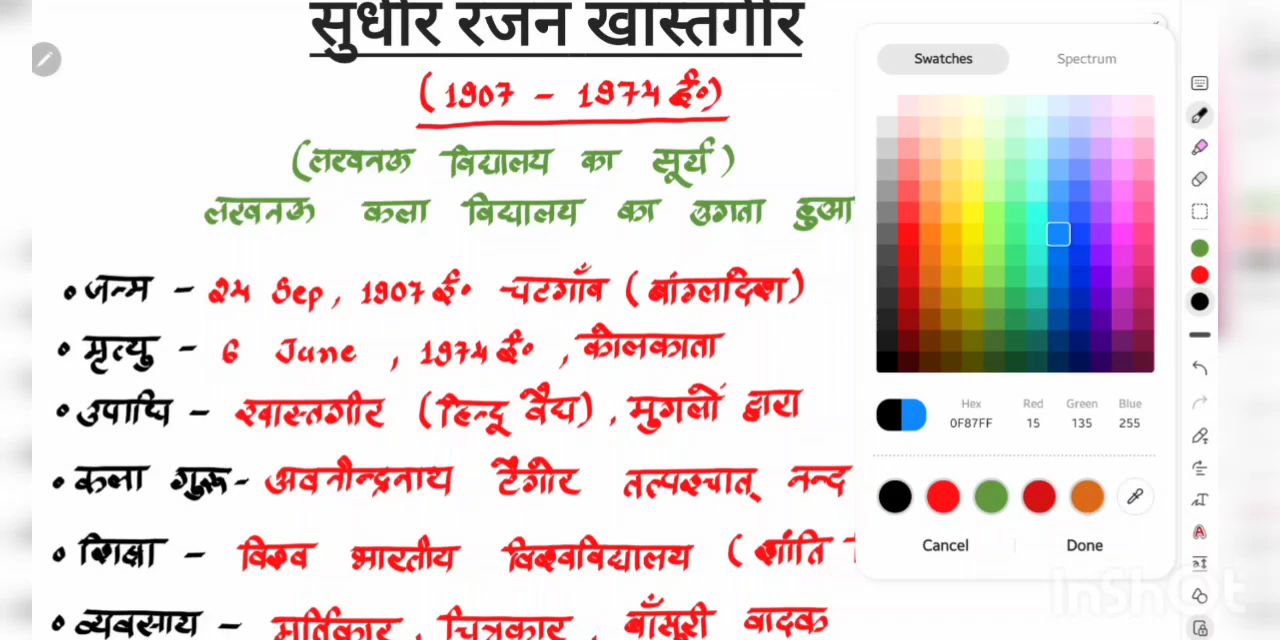 सुधीर रंजन खास्तगीर
(1907 - 1974 ई०)
(लखनऊ विद्यालय का सूर्य)
लखनऊ कला विद्यालय का उगता हुआ
• जन्म - 24 Sep, 1907 ई० - चटगाँव (बांग्लादेश)
• मृत्यु - 6 June, 1974 ई०, कोलकाता
• उपाधि - खास्तगीर (हिन्दू वैद्य), मुगलों द्वारा
• कला गुरू - अवनीन्द्रनाथ टैगोर तत्पश्चात् नन्द
• शिक्षा - विश्व भारतीय विश्वविद्यालय (शांति
• व्यवसाय - मूर्तिकार, चित्रकार, बाँसुरी वादक
Swatches Spectrum
Hex Red Green Blue
0F87FF 15 135 255
Cancel Done
InShOt